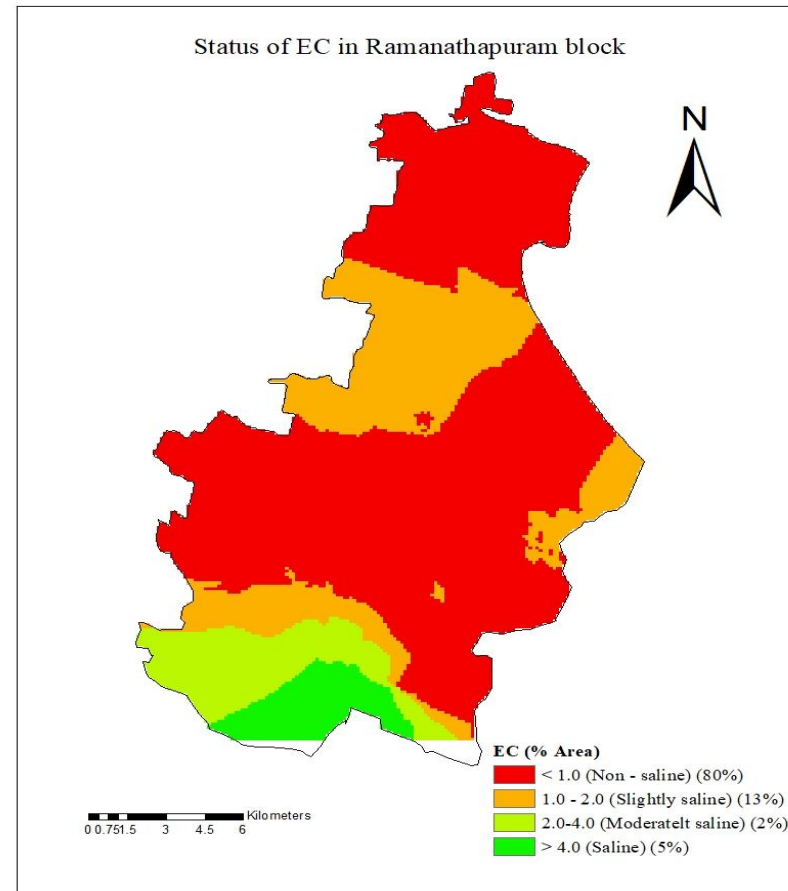 Status of EC in Ramanathapuram block
N
EC (% Area)
< 1.0 (Non - saline) (80%)
1.0 - 2.0 (Slightly saline) (13%)
2.0-4.0 (Moderatelt saline) (2%)
> 4.0 (Saline) (5%)
Kilometers
0 0.751.5 3 4.5 6